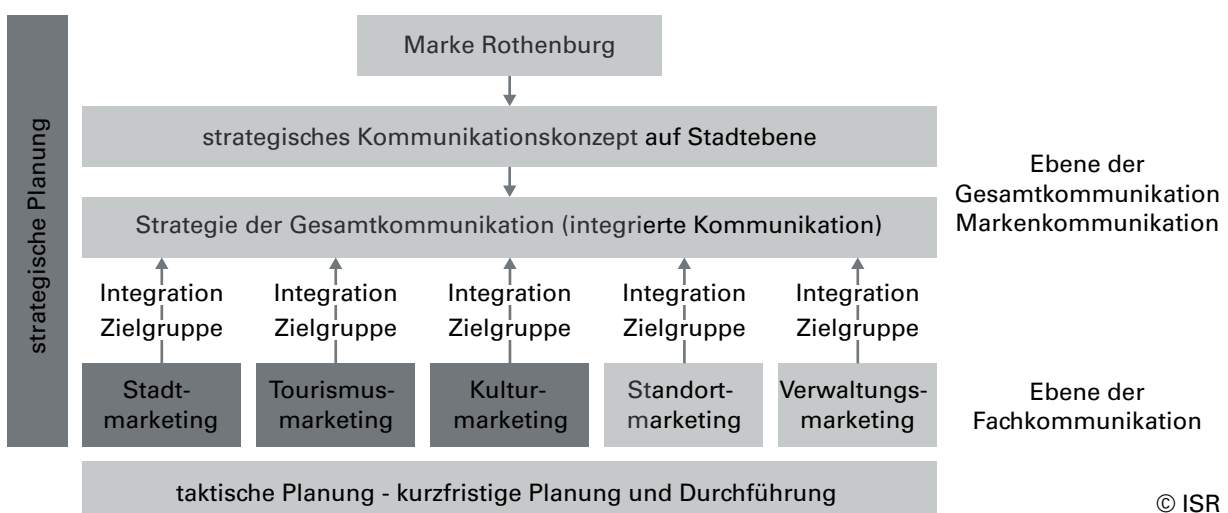 strategische Planung
Marke Rothenburg
strategisches Kommunikationskonzept auf Stadtebene
Strategie der Gesamtkommunikation (integrierte Kommunikation)
Ebene der
Gesamtkommunikation
Markenkommunikation
Integration
Zielgruppe
Integration
Zielgruppe
Integration
Zielgruppe
Integration
Zielgruppe
Integration
Zielgruppe
Stadt-
marketing
Tourismus-
marketing
Kultur-
marketing
Standort-
marketing
Verwaltungs-
marketing
Ebene der
Fachkommunikation
taktische Planung - kurzfristige Planung und Durchführung
© ISR